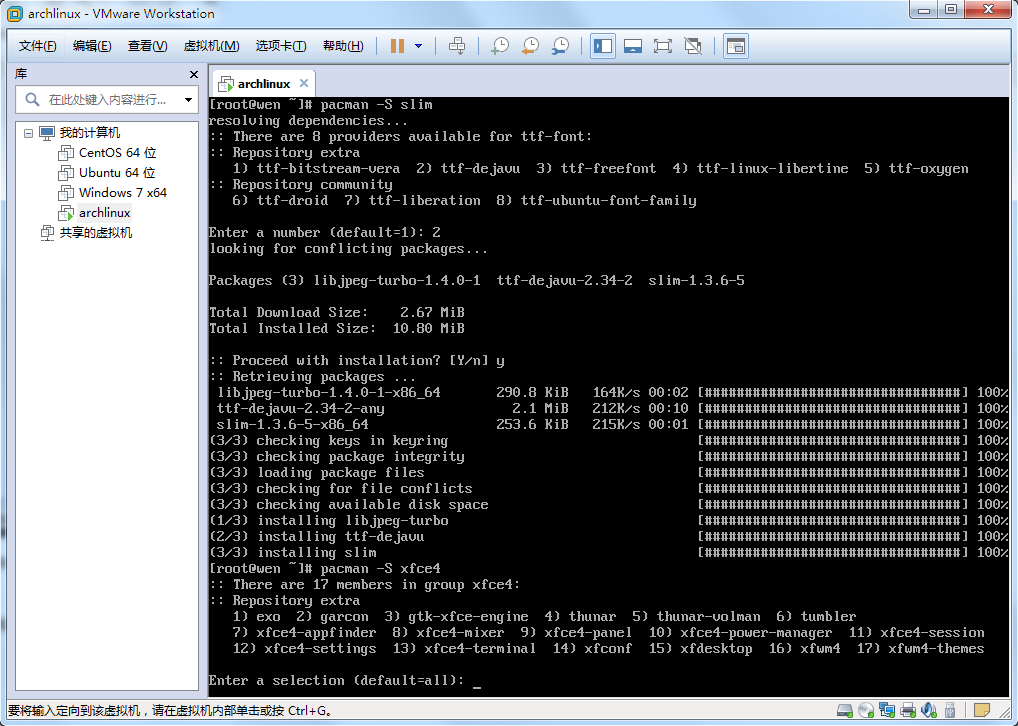 archlinux - VMware Workstation
文件(F) 编辑(E) 查看(V) 虚拟机(M) 选项卡(T) 帮助(H)
库
在此处键入内容进行...
我的计算机
CentOS 64 位
Ubuntu 64 位
Windows 7 x64
archlinux
共享的虚拟机
archlinux
[root@wen ~]# pacman -S slim
resolving dependencies...
:: There are 8 providers available for ttf-font:
:: Repository extra
1) ttf-bitstream-vera 2) ttf-dejavu 3) ttf-freefont 4) ttf-linux-libertine 5) ttf-oxygen
:: Repository community
6) ttf-droid 7) ttf-liberation 8) ttf-ubuntu-font-family
Enter a number (default=1): 2
looking for conflicting packages...
Packages (3) libjpeg-turbo-1.4.0-1 ttf-dejavu-2.34-2 slim-1.3.6-5
Total Download Size: 2.67 MiB
Total Installed Size: 10.80 MiB
:: Proceed with installation? [Y/n] y
:: Retrieving packages ...
libjpeg-turbo-1.4.0-1-x86_64 290.8 KiB 164K/s 00:02 [################################] 100%
ttf-dejavu-2.34-2-any 2.1 MiB 212K/s 00:10 [################################] 100%
slim-1.3.6-5-x86_64 253.6 KiB 215K/s 00:01 [################################] 100%
(3/3) checking keys in keyring [################################] 100%
(3/3) checking package integrity [################################] 100%
(3/3) loading package files [################################] 100%
(3/3) checking for file conflicts [################################] 100%
(3/3) checking available disk space [################################] 100%
(1/3) installing libjpeg-turbo [################################] 100%
(2/3) installing ttf-dejavu [################################] 100%
(3/3) installing slim [################################] 100%
[root@wen ~]# pacman -S xfce4
:: There are 17 members in group xfce4:
:: Repository extra
1) exo 2) garcon 3) gtk-xfce-engine 4) thunar 5) thunar-volman 6) tumbler
7) xfce4-appfinder 8) xfce4-mixer 9) xfce4-panel 10) xfce4-power-manager 11) xfce4-session
12) xfce4-settings 13) xfce4-terminal 14) xfconf 15) xfdesktop 16) xfwm4 17) xfwm4-themes
Enter a selection (default=all): _
要将输入定向到该虚拟机，请在虚拟机内部单击或按 Ctrl+G。